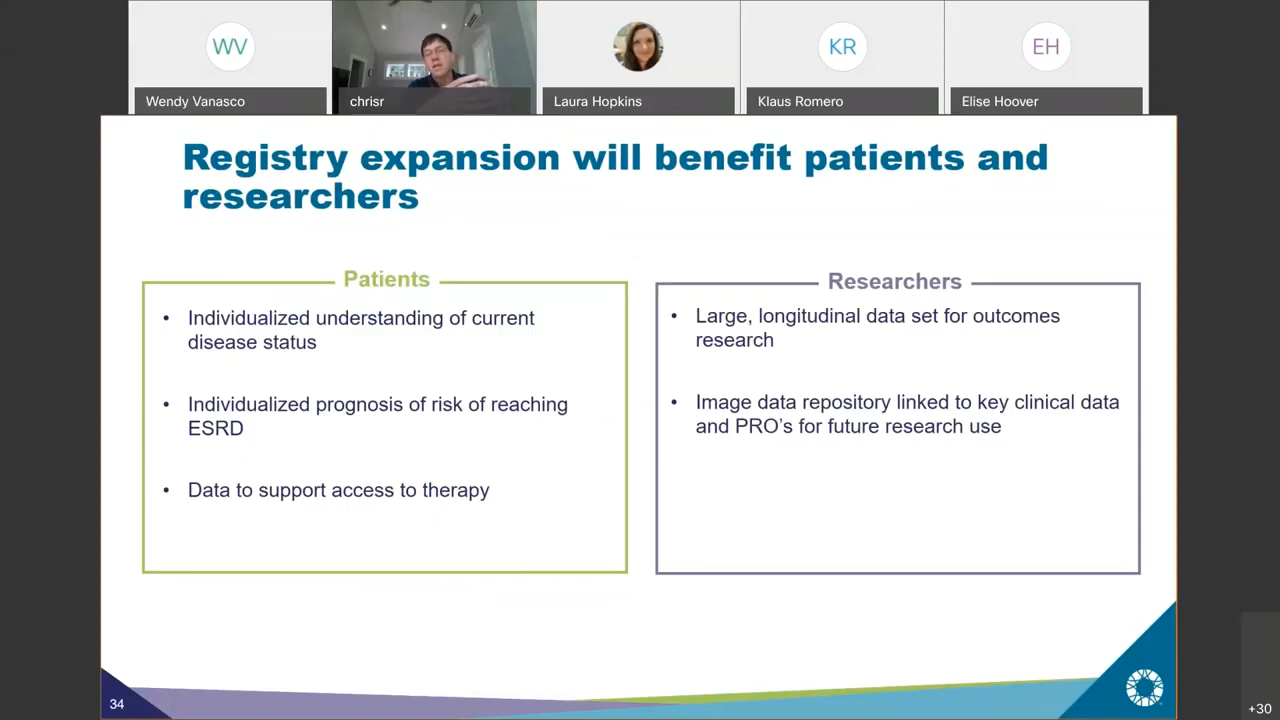 WV
KR
EH
Wendy Vanasco
chrisr
Laura Hopkins
Klaus Romero
Elise Hoover
Registry expansion will benefit patients and
researchers
Patients
• Individualized understanding of current
disease status
• Individualized prognosis of risk of reaching
ESRD
• Data to support access to therapy
Researchers
• Large, longitudinal data set for outcomes
research
• Image data repository linked to key clinical data
and PRO's for future research use
34
+30